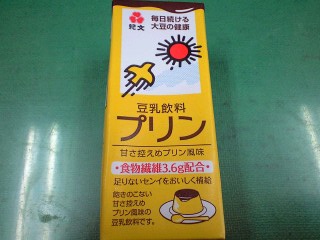 毎日続ける
大豆の健康
紀文
豆乳飲料
プリン
甘さ控えめプリン風味
・食物繊維3.6g配合・
足りないセンイをおいしく補給
飽きのこない
甘さ控えめ
プリン風味の
豆乳飲料です。